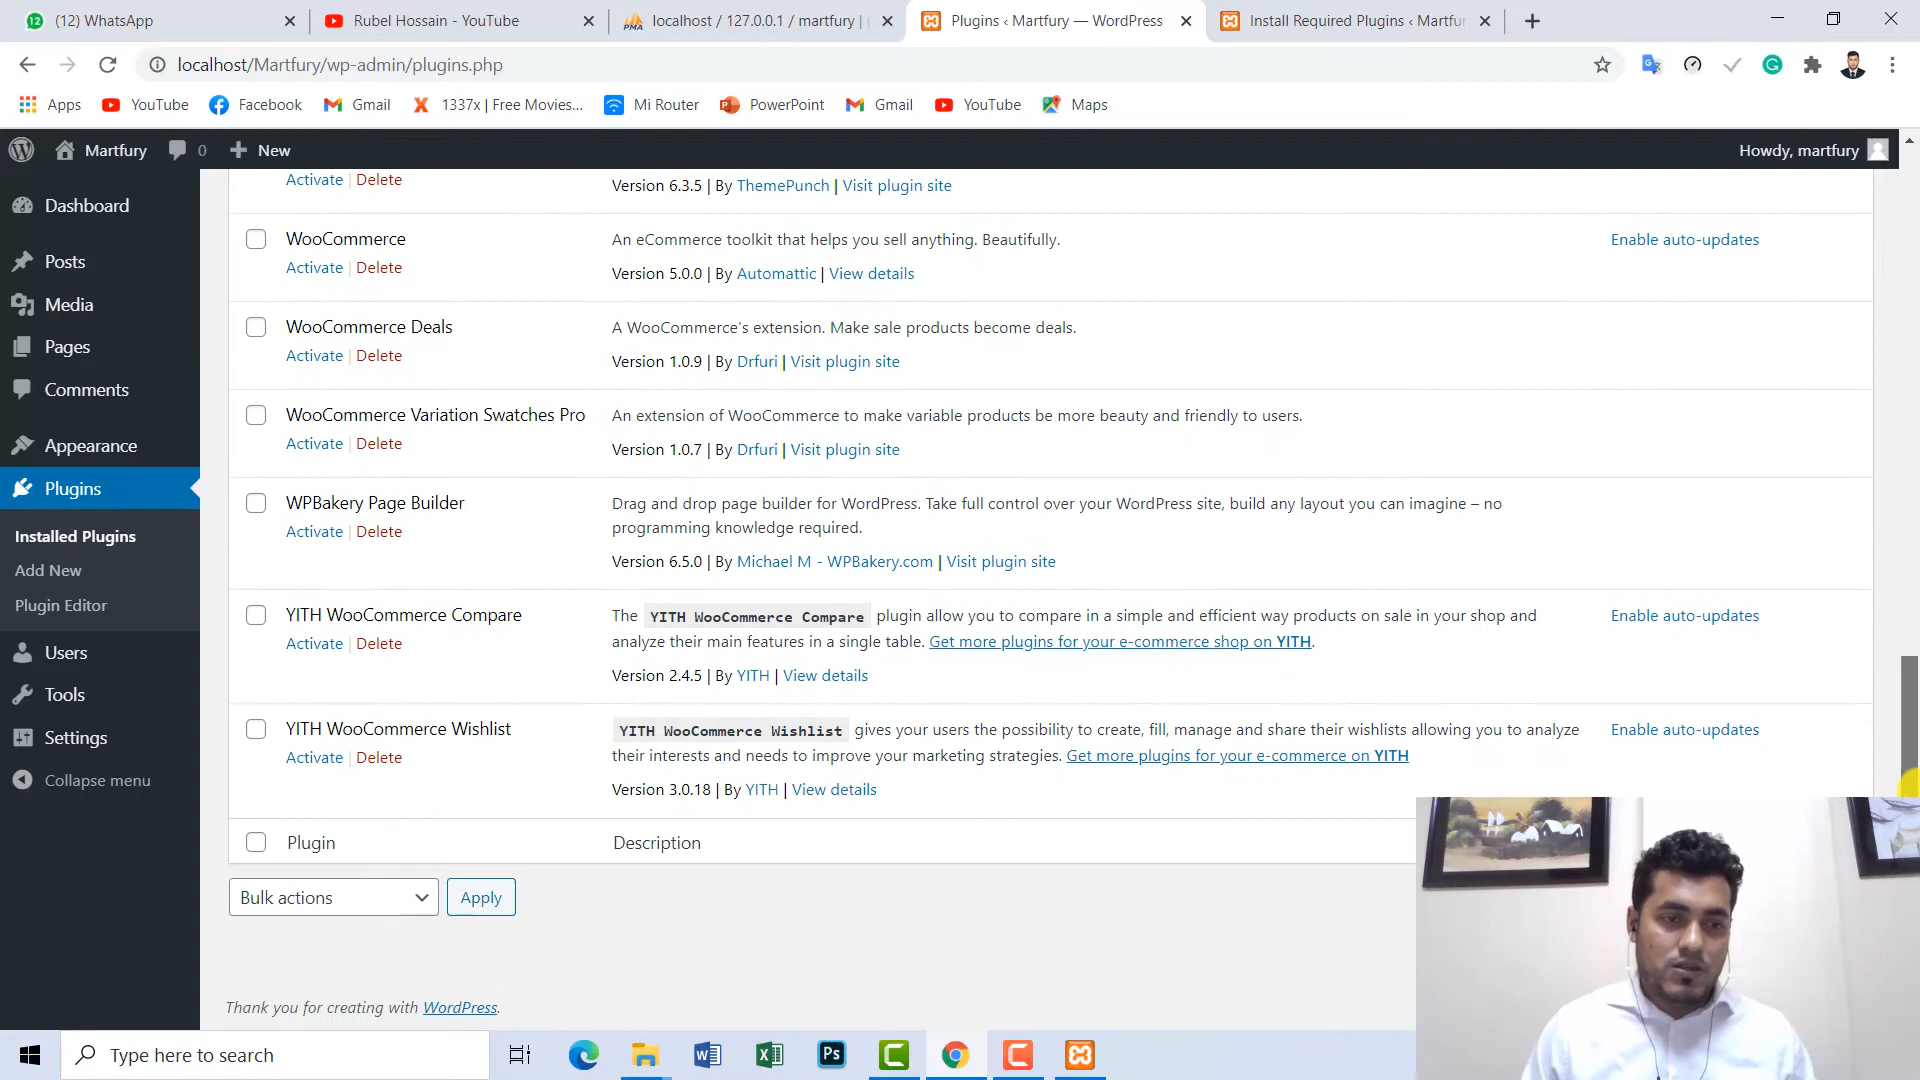 12 (12) WhatsApp
Rubel Hossain - YouTube
PMA localhost / 127.0.0.1 / martfury |
Plugins ‹ Martfury — WordPress
Install Required Plugins ‹ Martfur
localhost/Martfury/wp-admin/plugins.php
Apps YouTube Facebook Gmail 1337x | Free Movies... Mi Router PowerPoint Gmail YouTube Maps
Martfury 0 New Howdy, martfury
Dashboard
Posts
Media
Pages
Comments
Appearance
Plugins
Installed Plugins
Add New
Plugin Editor
Users
Tools
Settings
Collapse menu
Activate | Delete
Version 6.3.5 | By ThemePunch | Visit plugin site
WooCommerce
Activate | Delete
An eCommerce toolkit that helps you sell anything. Beautifully.
Version 5.0.0 | By Automattic | View details
Enable auto-updates
WooCommerce Deals
Activate | Delete
A WooCommerce's extension. Make sale products become deals.
Version 1.0.9 | By Drfuri | Visit plugin site
WooCommerce Variation Swatches Pro
Activate | Delete
An extension of WooCommerce to make variable products be more beauty and friendly to users.
Version 1.0.7 | By Drfuri | Visit plugin site
WPBakery Page Builder
Activate | Delete
Drag and drop page builder for WordPress. Take full control over your WordPress site, build any layout you can imagine – no
programming knowledge required.
Version 6.5.0 | By Michael M - WPBakery.com | Visit plugin site
YITH WooCommerce Compare
Activate | Delete
The YITH WooCommerce Compare plugin allow you to compare in a simple and efficient way products on sale in your shop and
analyze their main features in a single table. Get more plugins for your e-commerce shop on YITH.
Version 2.4.5 | By YITH | View details
Enable auto-updates
YITH WooCommerce Wishlist
Activate | Delete
YITH WooCommerce Wishlist gives your users the possibility to create, fill, manage and share their wishlists allowing you to analyze
their interests and needs to improve your marketing strategies. Get more plugins for your e-commerce on YITH
Version 3.0.18 | By YITH | View details
Enable auto-updates
Plugin Description
Bulk actions Apply
Thank you for creating with WordPress.
Type here to search
Ps